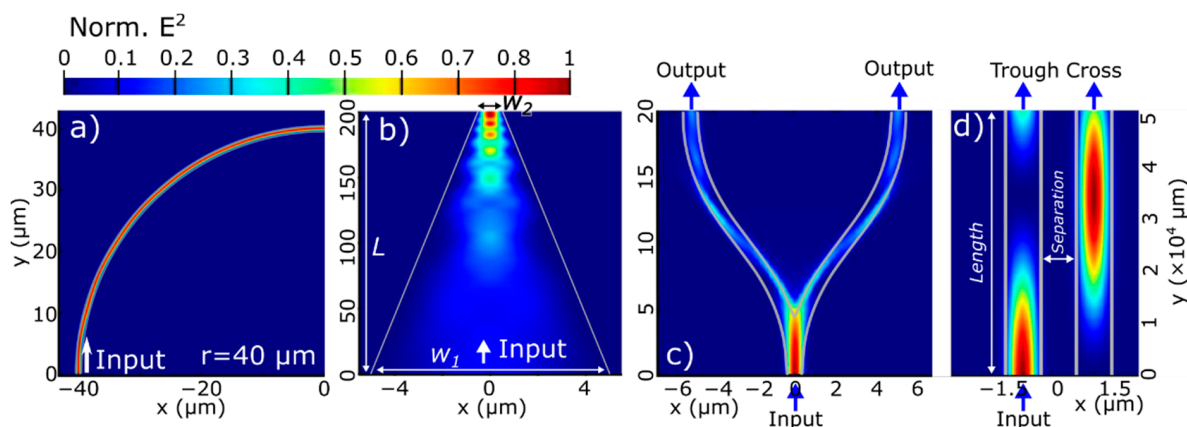 Norm. E²
0 0.1 0.2 0.3 0.4 0.5 0.6 0.7 0.8 1
a)
y (µm)
40
30
20
10
0
Input
r=40 µm
−40 −20 0
x (µm)
b)
W₂
200
150
100
50
0
L
W₁
Input
−4 0 4
x (µm)
Output Output
20
15
10
5
0
c)
−6 −4 −2 0 2 4 6
x (µm)
Input
Trough Cross
d)
Length
Separation
5
4
3
2
1
0
y (×10⁴ µm)
−1.5 0 1.5
x (µm)
Input